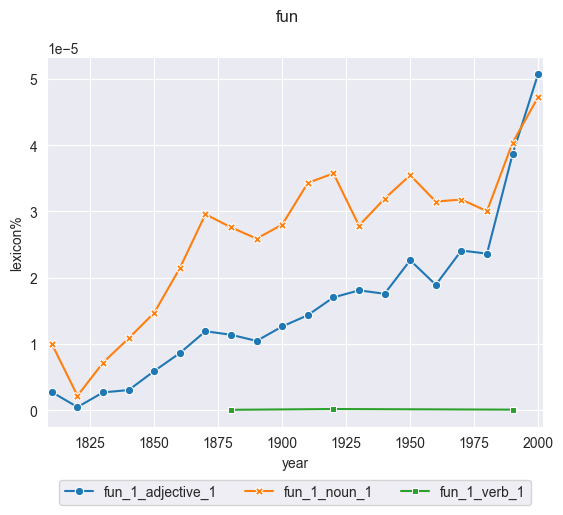 fun
1e−5
5
4
3
2
1
0
lexicon%
1825 1850 1875 1900 1925 1950 1975 2000
year
fun_1_adjective_1 fun_1_noun_1 fun_1_verb_1